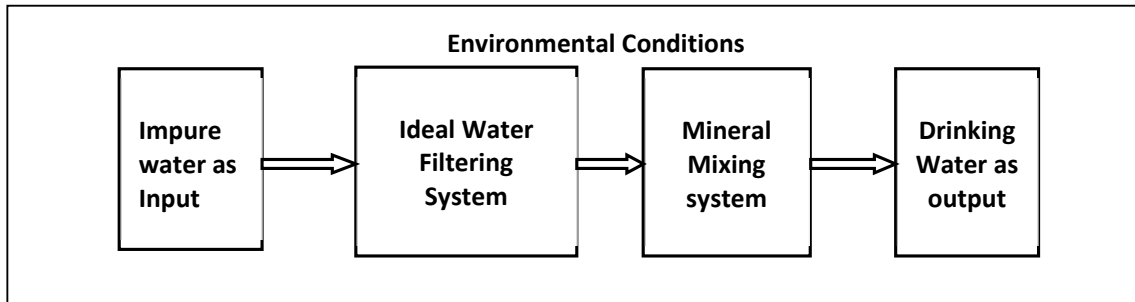 Environmental Conditions
Impure
water as
Input
Ideal Water
Filtering
System
Mineral
Mixing
system
Drinking
Water as
output